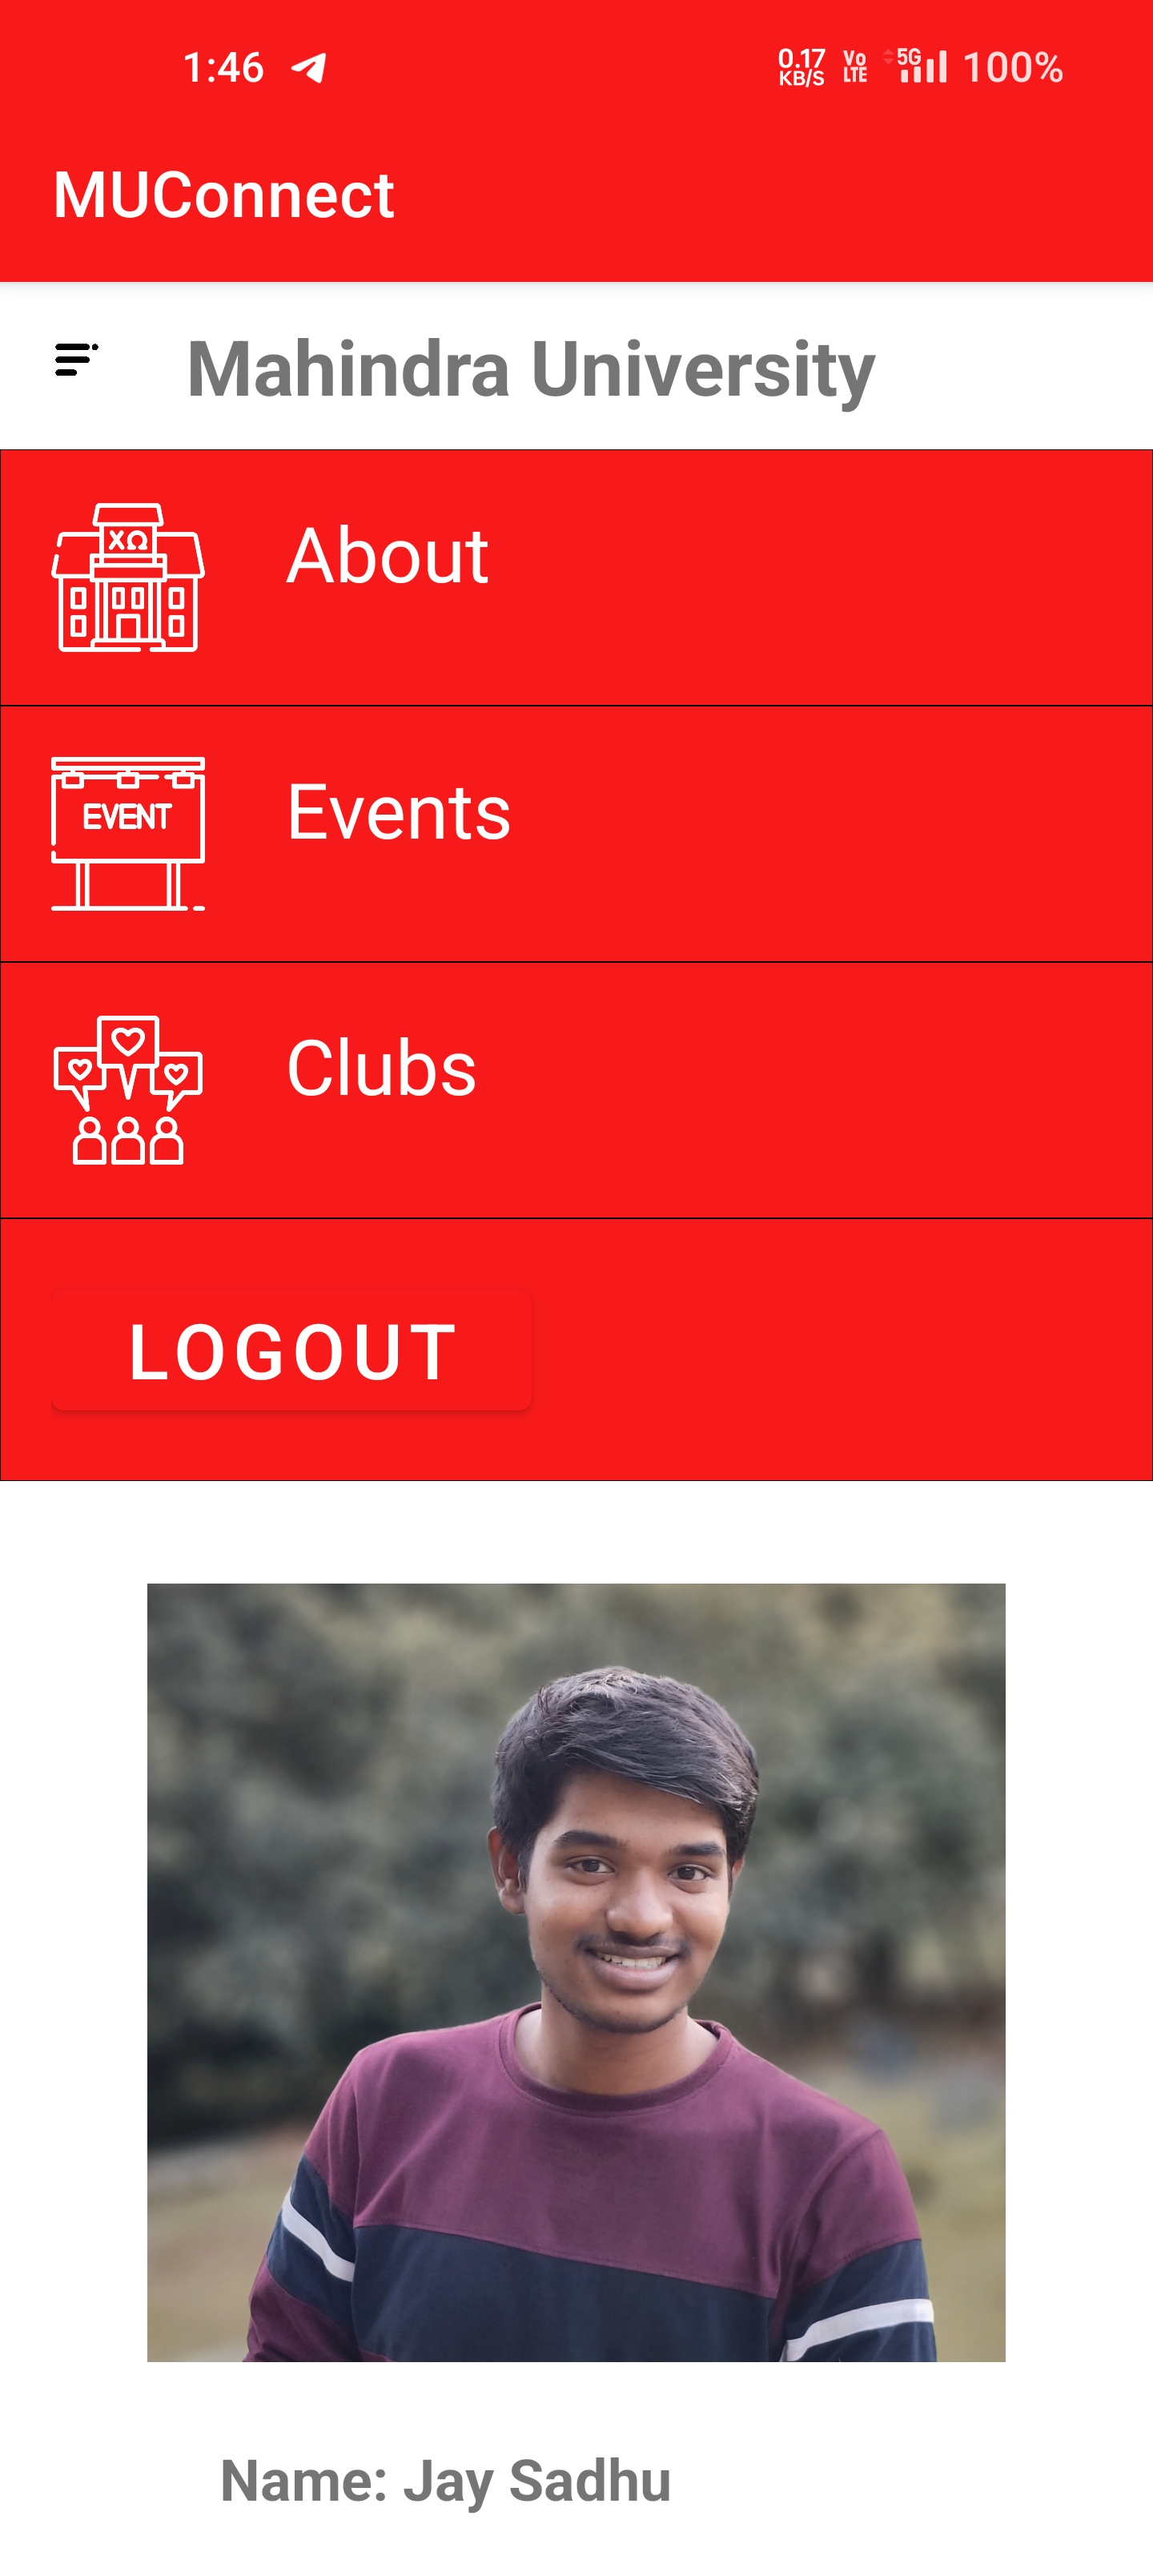 1:46 0.17 KB/S Vo LTE 5G 100%
MUConnect
Mahindra University
ΧΩ
About
EVENT
Events
Clubs
LOGOUT
Name: Jay Sadhu